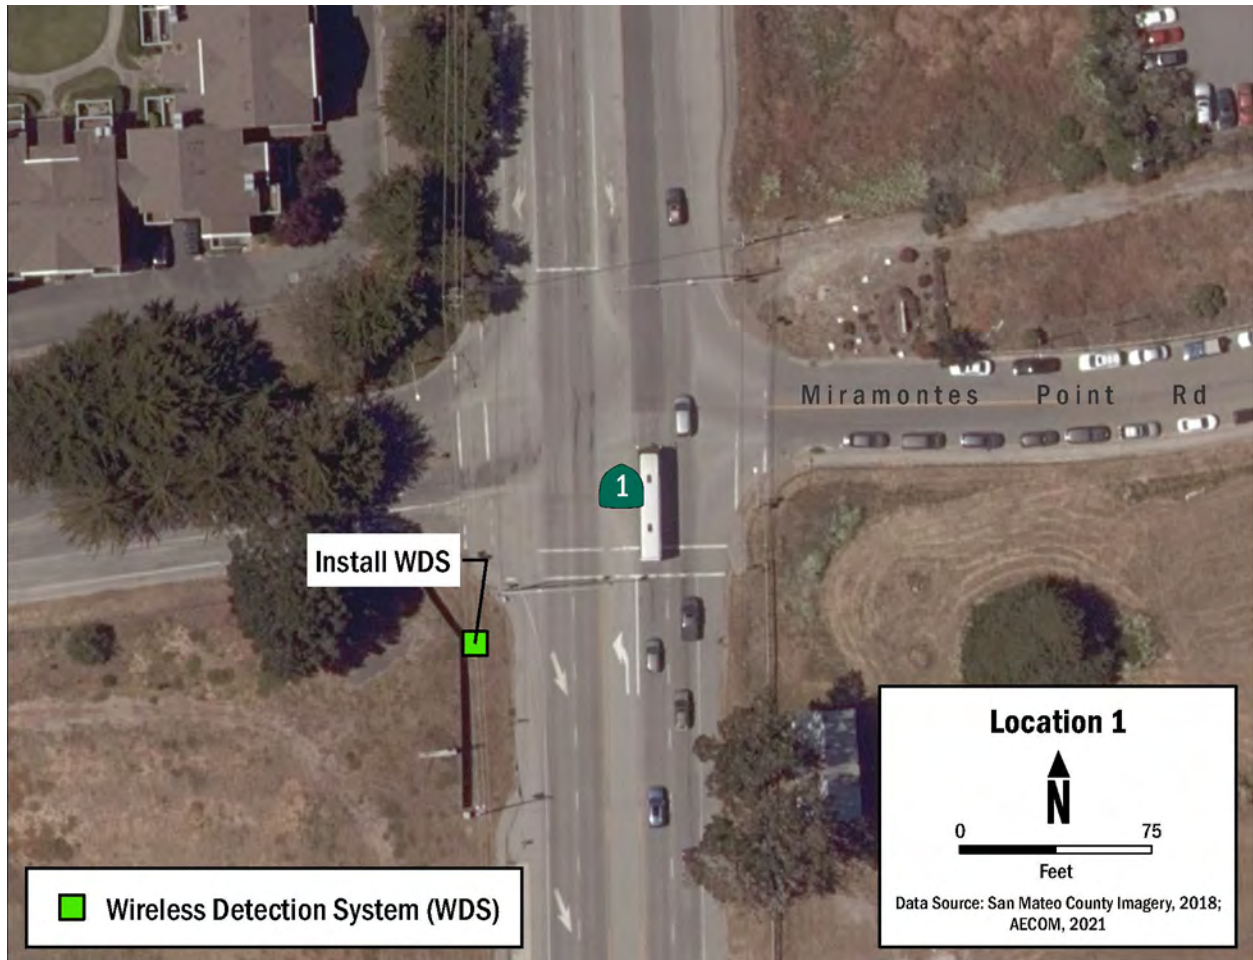 Miramontes Point Rd
1
Install WDS
Location 1
N
0 75
Feet
Data Source: San Mateo County Imagery, 2018;
AECOM, 2021
Wireless Detection System (WDS)